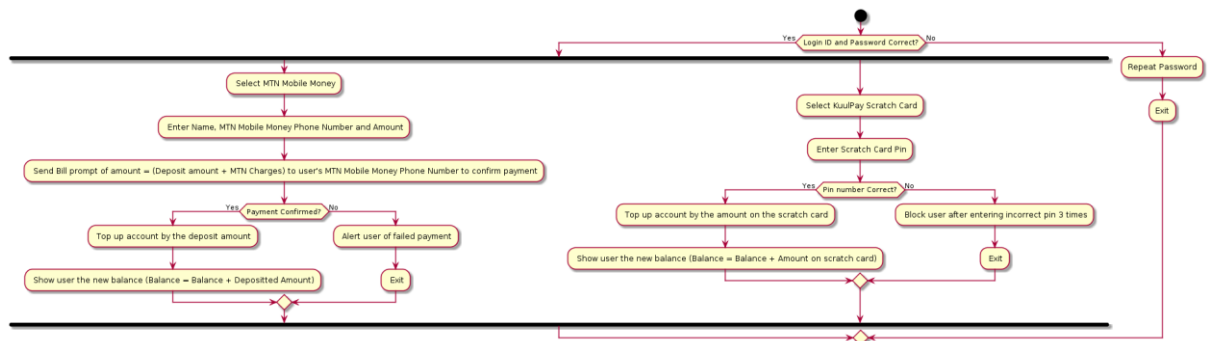 Login ID and Password Correct?
Yes
No
Repeat Password
Exit
Select MTN Mobile Money
Enter Name, MTN Mobile Money Phone Number and Amount
Send Bill prompt of amount = (Deposit amount + MTN Charges) to user's MTN Mobile Money Phone Number to confirm payment
Payment Confirmed?
Yes
No
Top up account by the deposit amount
Alert user of failed payment
Show user the new balance (Balance = Balance + Depositted Amount)
Exit
Select KuulPay Scratch Card
Enter Scratch Card Pin
Pin number Correct?
Yes
No
Top up account by the amount on the scratch card
Block user after entering incorrect pin 3 times
Show user the new balance (Balance = Balance + Amount on scratch card)
Exit